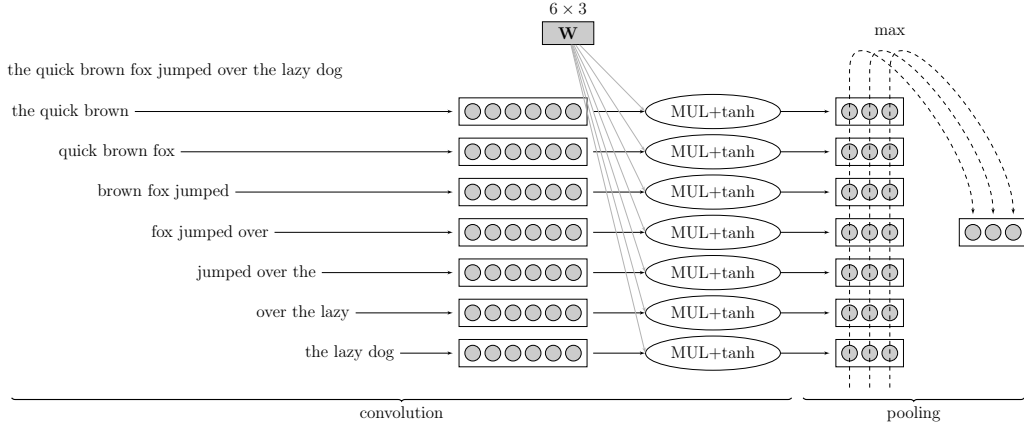 6 × 3
W
max
the quick brown fox jumped over the lazy dog
the quick brown MUL+tanh
quick brown fox MUL+tanh
brown fox jumped MUL+tanh
fox jumped over MUL+tanh
jumped over the MUL+tanh
over the lazy MUL+tanh
the lazy dog MUL+tanh
convolution pooling